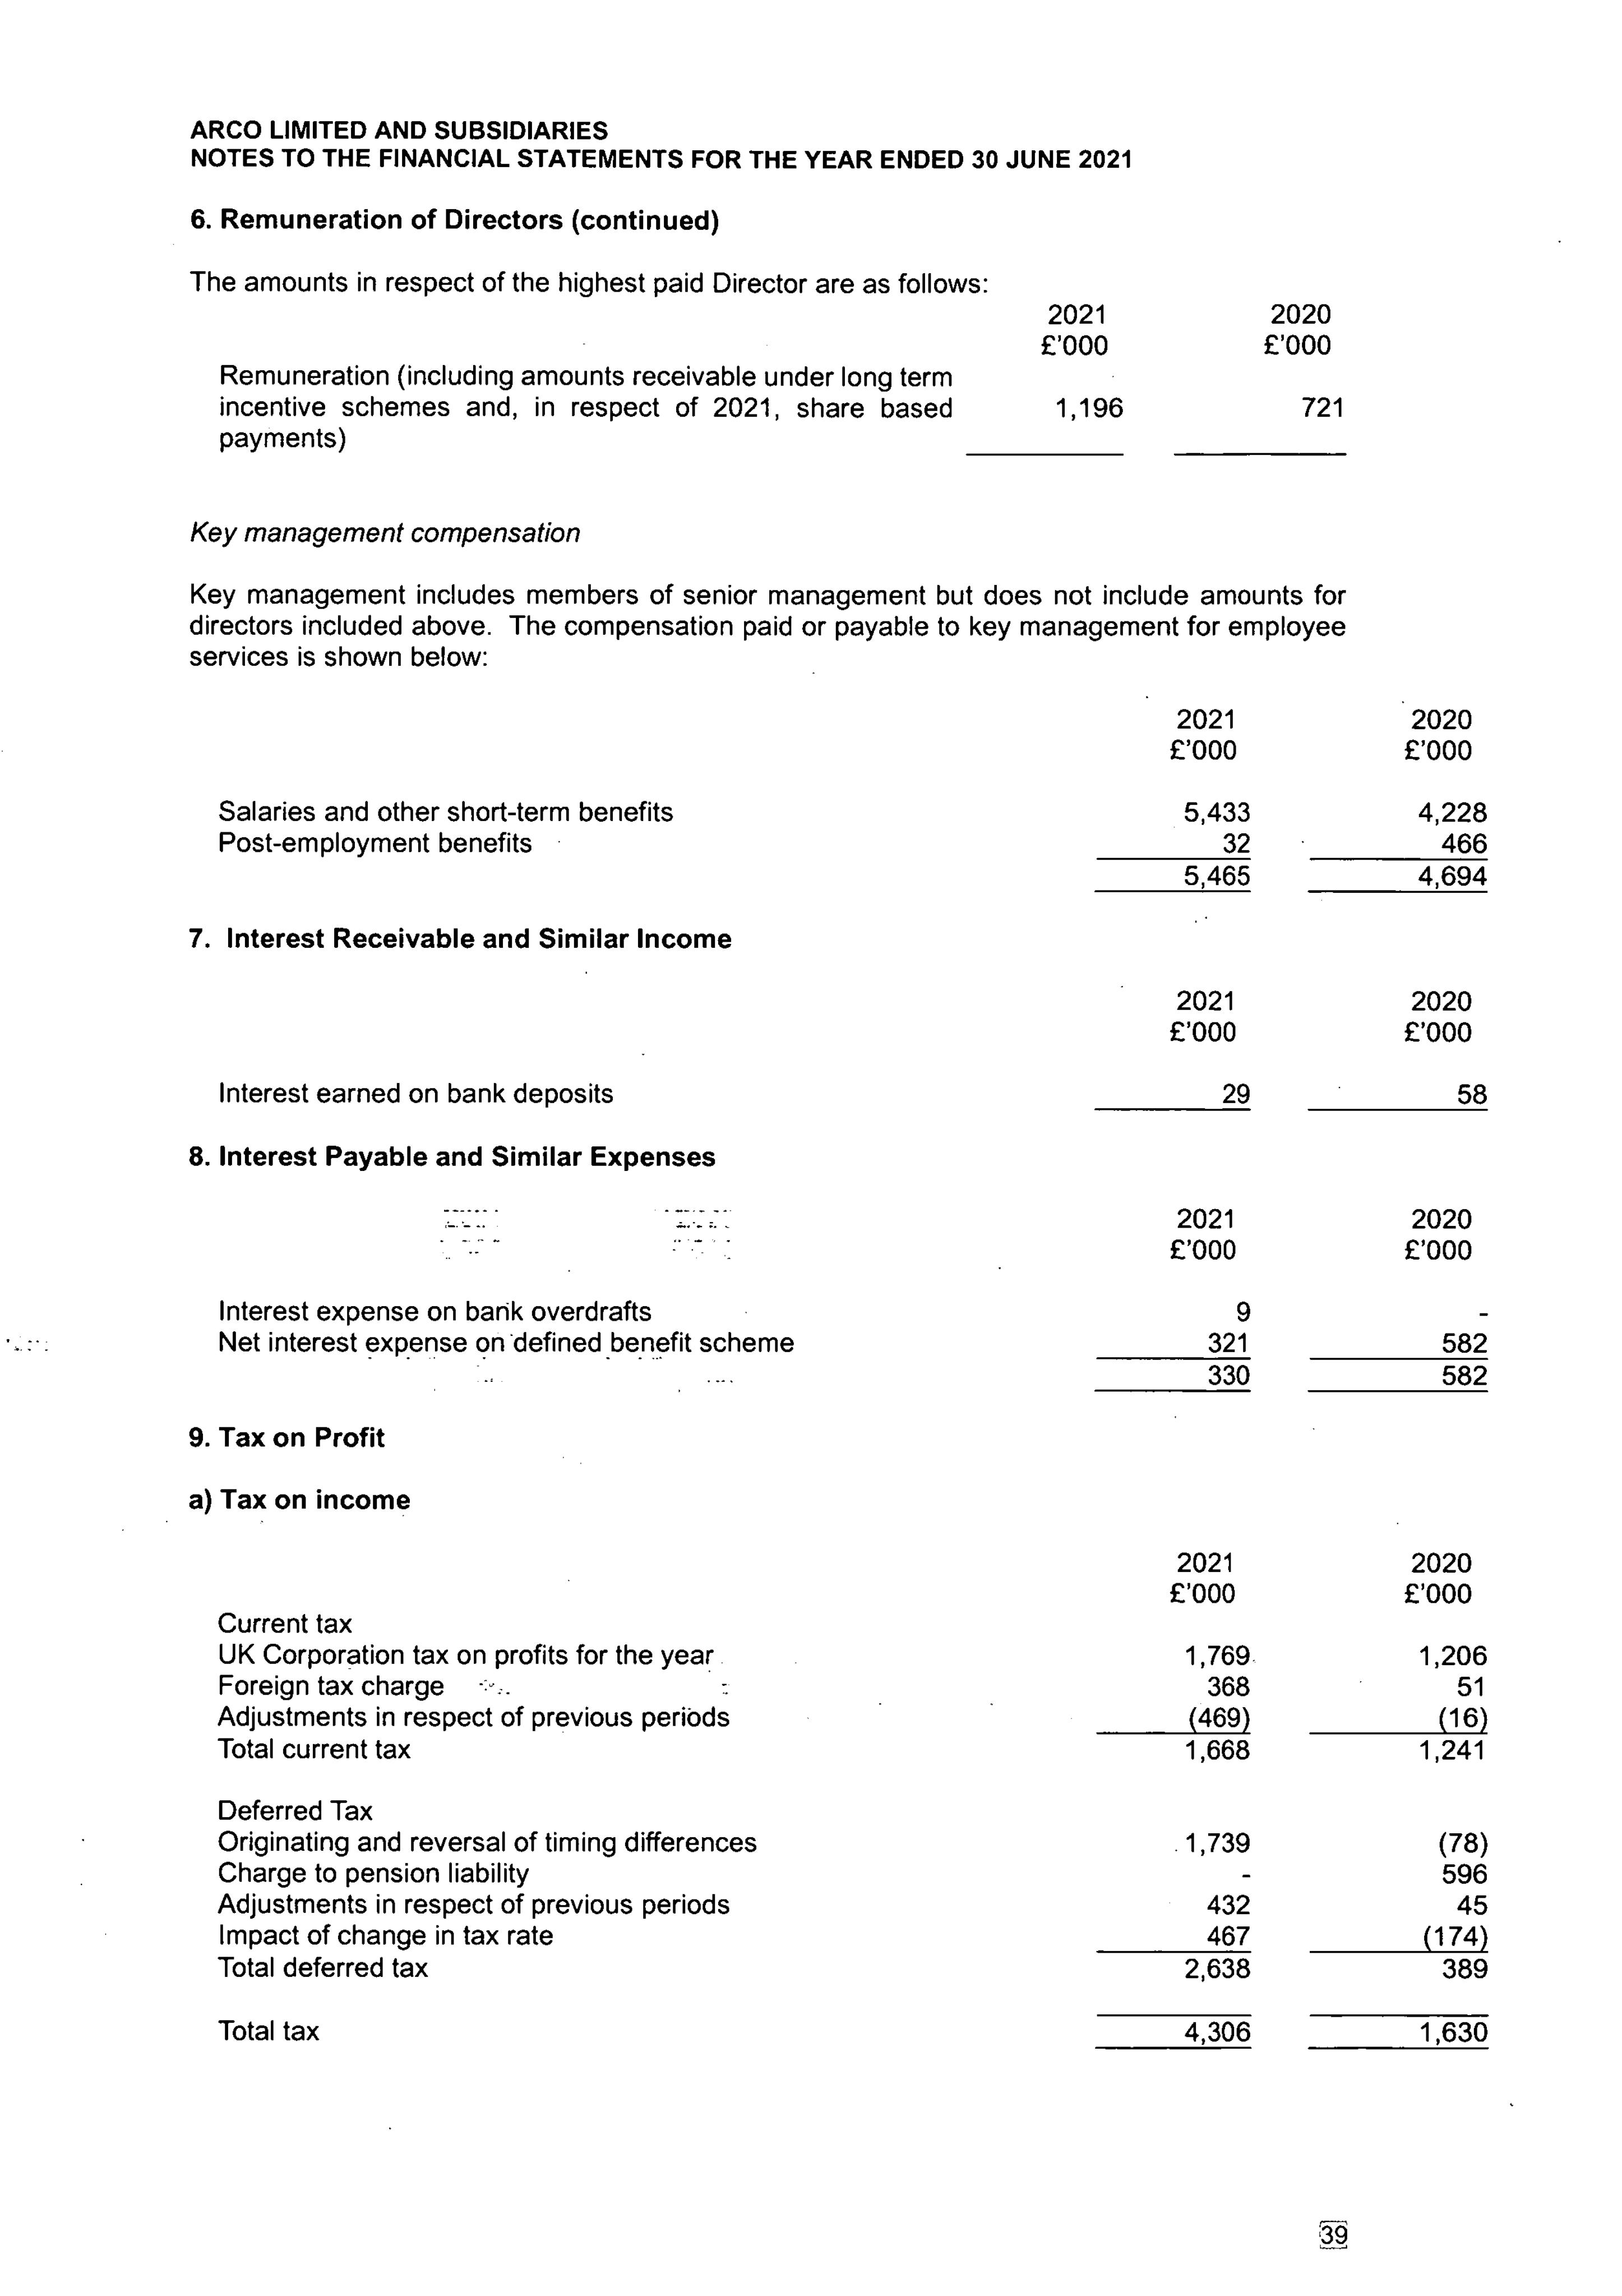 ARCO LIMITED AND SUBSIDIARIES
NOTES TO THE FINANCIAL STATEMENTS FOR THE YEAR ENDED 30 JUNE 2021
6. Remuneration of Directors (continued)
The amounts in respect of the highest paid Director are as follows:
2021 2020
£'000 £'000
Remuneration (including amounts receivable under long term
incentive schemes and, in respect of 2021, share based 1,196 721
payments)
Key management compensation
Key management includes members of senior management but does not include amounts for
directors included above. The compensation paid or payable to key management for employee
services is shown below:
2021 2020
£'000 £'000
Salaries and other short-term benefits 5,433 4,228
Post-employment benefits 32 466
5,465 4,694
7. Interest Receivable and Similar Income
2021 2020
£'000 £'000
Interest earned on bank deposits 29 58
8. Interest Payable and Similar Expenses
2021 2020
£'000 £'000
Interest expense on bank overdrafts 9 -
Net interest expense on defined benefit scheme 321 582
330 582
9. Tax on Profit
a) Tax on income
2021 2020
£'000 £'000
Current tax
UK Corporation tax on profits for the year 1,769 1,206
Foreign tax charge 368 51
Adjustments in respect of previous periods (469) (16)
Total current tax 1,668 1,241
Deferred Tax
Originating and reversal of timing differences 1,739 (78)
Charge to pension liability - 596
Adjustments in respect of previous periods 432 45
Impact of change in tax rate 467 (174)
Total deferred tax 2,638 389
Total tax 4,306 1,630
39